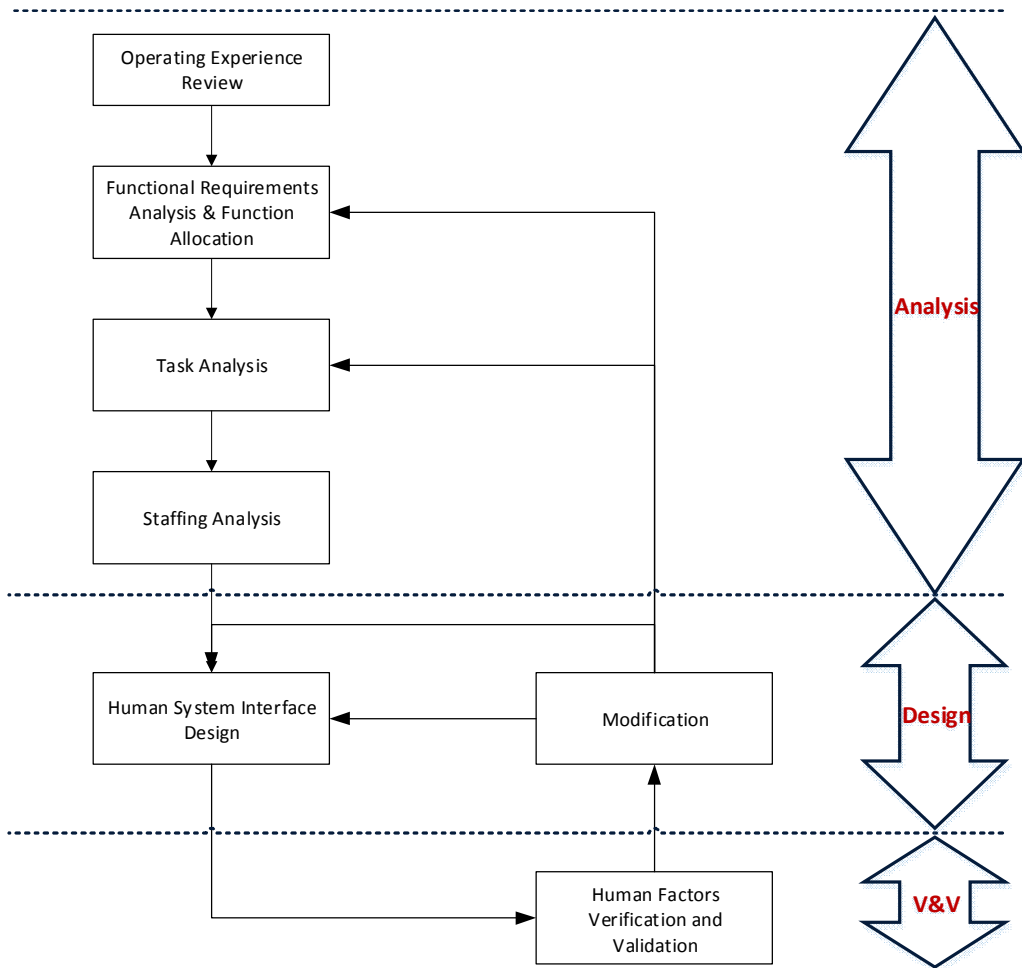 Operating Experience
Review
Functional Requirements
Analysis & Function
Allocation
Analysis
Task Analysis
Staffing Analysis
Human System Interface
Design
Modification
Design
Human Factors
Verification and
Validation
V&V